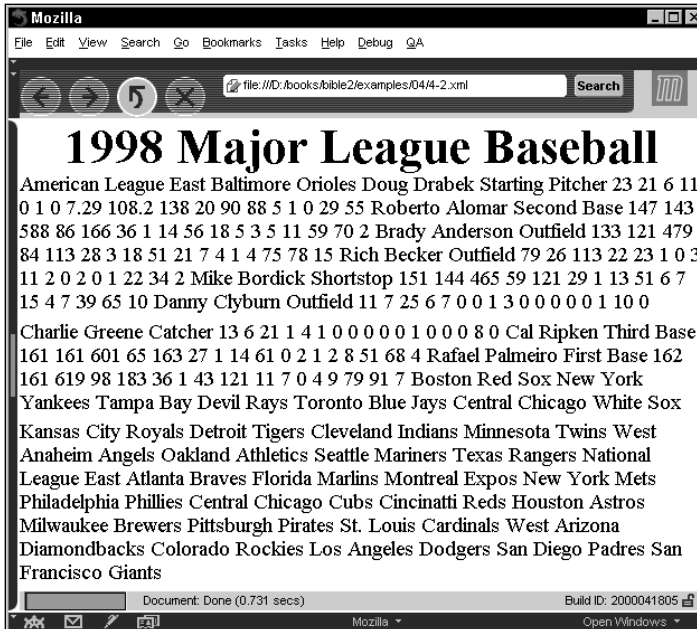 Mozilla
File Edit View Search Go Bookmarks Tasks Help Debug QA
file:///D:/books/bible2/examples/04/4-2.xml Search
1998 Major League Baseball
American League East Baltimore Orioles Doug Drabek Starting Pitcher 23 21 6 11
0 1 0 7.29 108.2 138 20 90 88 5 1 0 29 55 Roberto Alomar Second Base 147 143
588 86 166 36 1 14 56 18 5 3 5 11 59 70 2 Brady Anderson Outfield 133 121 479
84 113 28 3 18 51 21 7 4 1 4 75 78 15 Rich Becker Outfield 79 26 113 22 23 1 0 3
11 2 0 2 0 1 22 34 2 Mike Bordick Shortstop 151 144 465 59 121 29 1 13 51 6 7
15 4 7 39 65 10 Danny Clyburn Outfield 11 7 25 6 7 0 0 1 3 0 0 0 0 0 1 10 0
Charlie Greene Catcher 13 6 21 1 4 1 0 0 0 0 0 1 0 0 0 8 0 Cal Ripken Third Base
161 161 601 65 163 27 1 14 61 0 2 1 2 8 51 68 4 Rafael Palmeiro First Base 162
161 619 98 183 36 1 43 121 11 7 0 4 9 79 91 7 Boston Red Sox New York
Yankees Tampa Bay Devil Rays Toronto Blue Jays Central Chicago White Sox
Kansas City Royals Detroit Tigers Cleveland Indians Minnesota Twins West
Anaheim Angels Oakland Athletics Seattle Mariners Texas Rangers National
League East Atlanta Braves Florida Marlins Montreal Expos New York Mets
Philadelphia Phillies Central Chicago Cubs Cincinatti Reds Houston Astros
Milwaukee Brewers Pittsburgh Pirates St. Louis Cardinals West Arizona
Diamondbacks Colorado Rockies Los Angeles Dodgers San Diego Padres San
Francisco Giants
Document: Done (0.731 secs) Build ID: 2000041805
Mozilla Open Windows